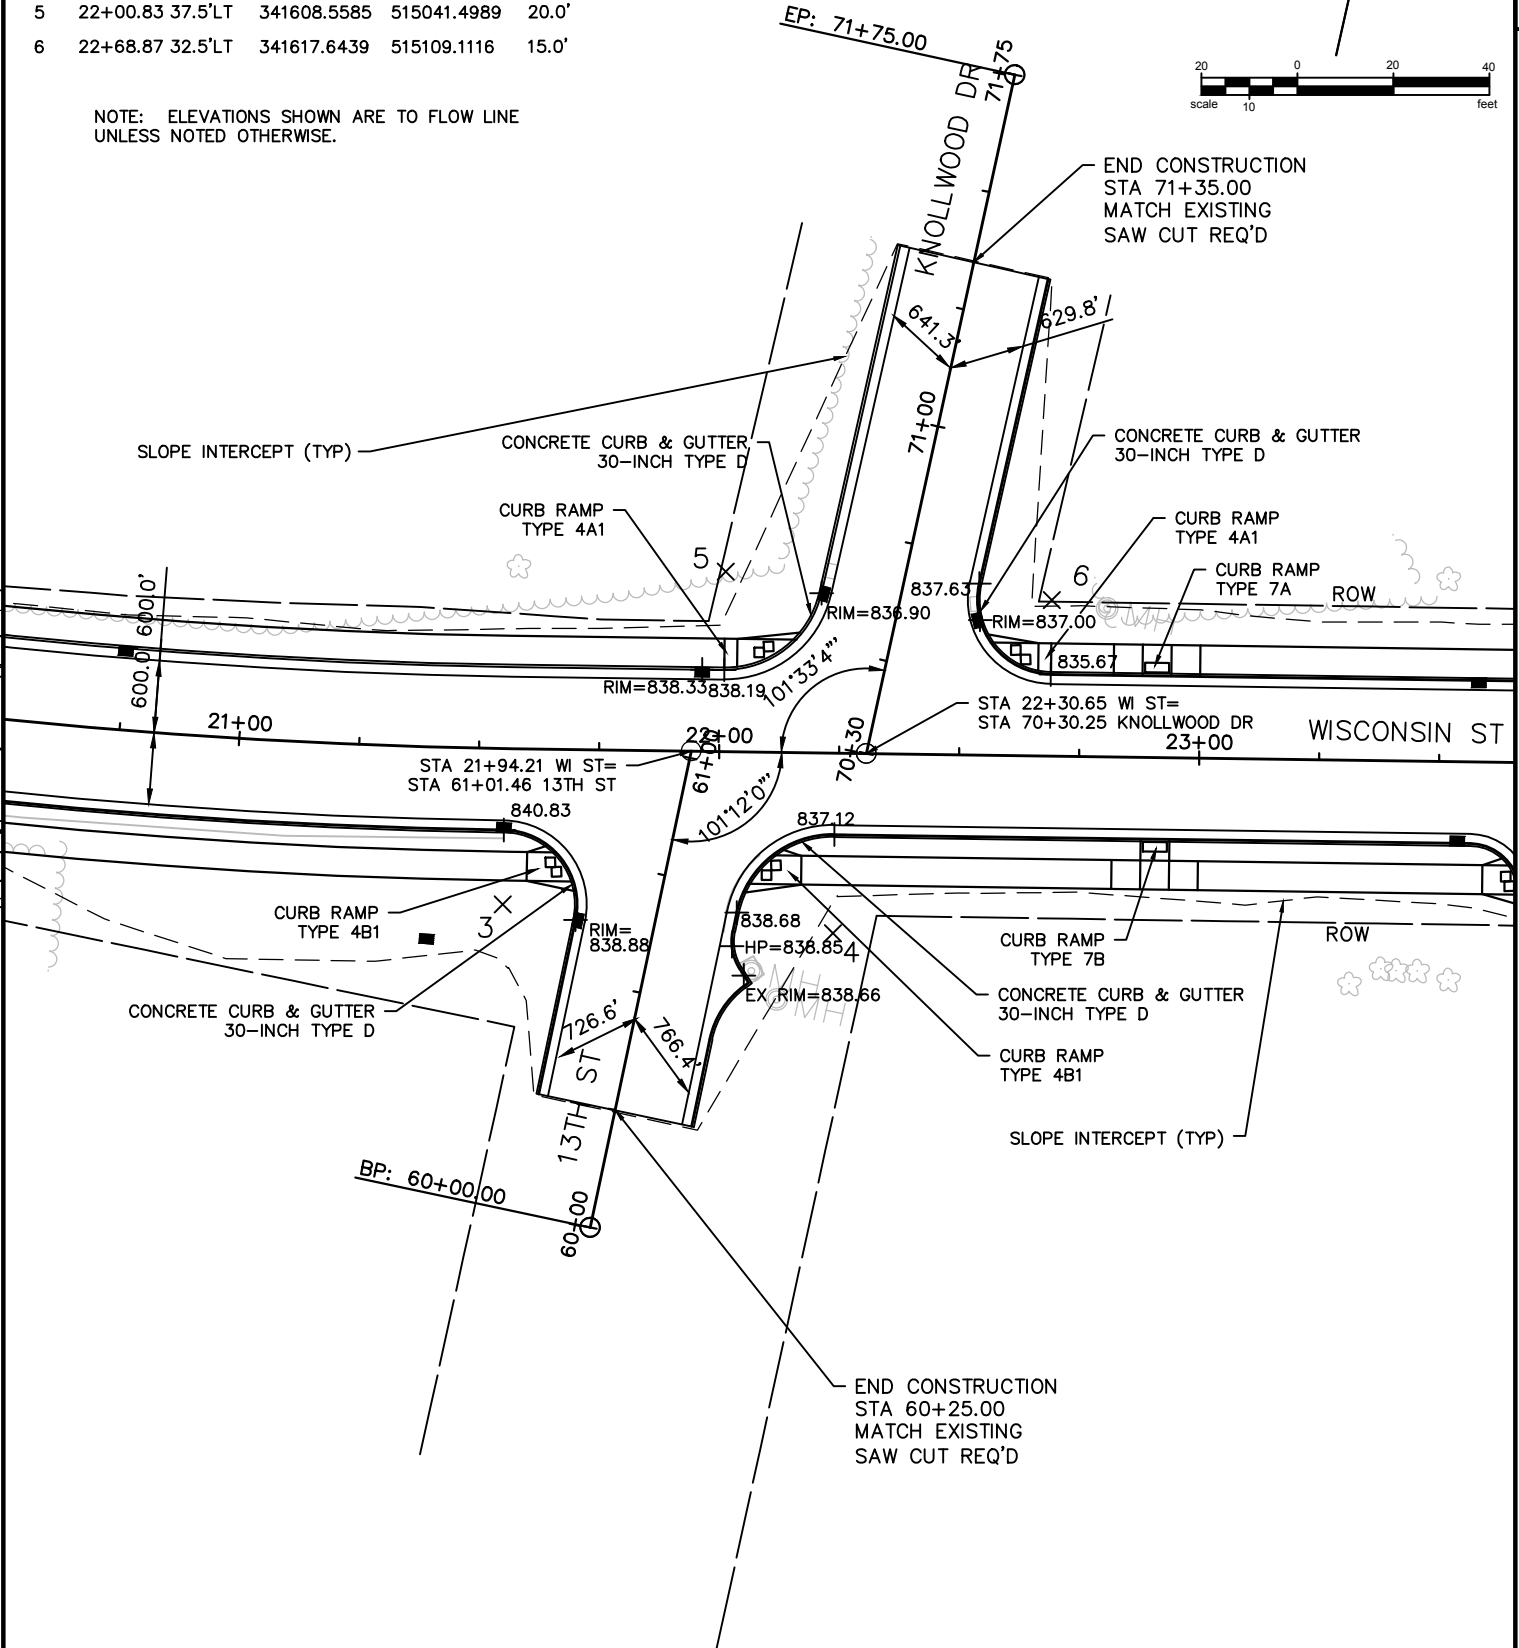 5 22+00.83 37.5'LT 341608.5585 515041.4989 20.0'
6 22+68.87 32.5'LT 341617.6439 515109.1116 15.0'
NOTE: ELEVATIONS SHOWN ARE TO FLOW LINE
UNLESS NOTED OTHERWISE.
EP: 71+75.00
71+75
KNOLLWOOD DR
20 0 20 40
scale 10 feet
END CONSTRUCTION
STA 71+35.00
MATCH EXISTING
SAW CUT REQ'D
641.3'
629.8'
71+00
SLOPE INTERCEPT (TYP)
CONCRETE CURB & GUTTER
30-INCH TYPE D
CONCRETE CURB & GUTTER
30-INCH TYPE D
CURB RAMP
TYPE 4A1
CURB RAMP
TYPE 4A1
CURB RAMP
TYPE 7A
5
6
ROW
MH
600.0'
600.0'
837.63
RIM=836.90
RIM=837.00
835.67
RIM=838.33
838.19
101°33'4"
STA 22+30.65 WI ST=
STA 70+30.25 KNOLLWOOD DR
WISCONSIN ST
21+00
22+00
23+00
61+00
70+30
STA 21+94.21 WI ST=
STA 61+01.46 13TH ST
101°12'0"
840.83
837.12
CURB RAMP
TYPE 4B1
3
RIM=
838.88
838.68
HP=838.85
4
MH
EX RIM=838.66
MH
CURB RAMP
TYPE 7B
ROW
CONCRETE CURB & GUTTER
30-INCH TYPE D
CONCRETE CURB & GUTTER
30-INCH TYPE D
726.6'
766.4'
CURB RAMP
TYPE 4B1
13TH ST
SLOPE INTERCEPT (TYP)
BP: 60+00.00
60+00
END CONSTRUCTION
STA 60+25.00
MATCH EXISTING
SAW CUT REQ'D